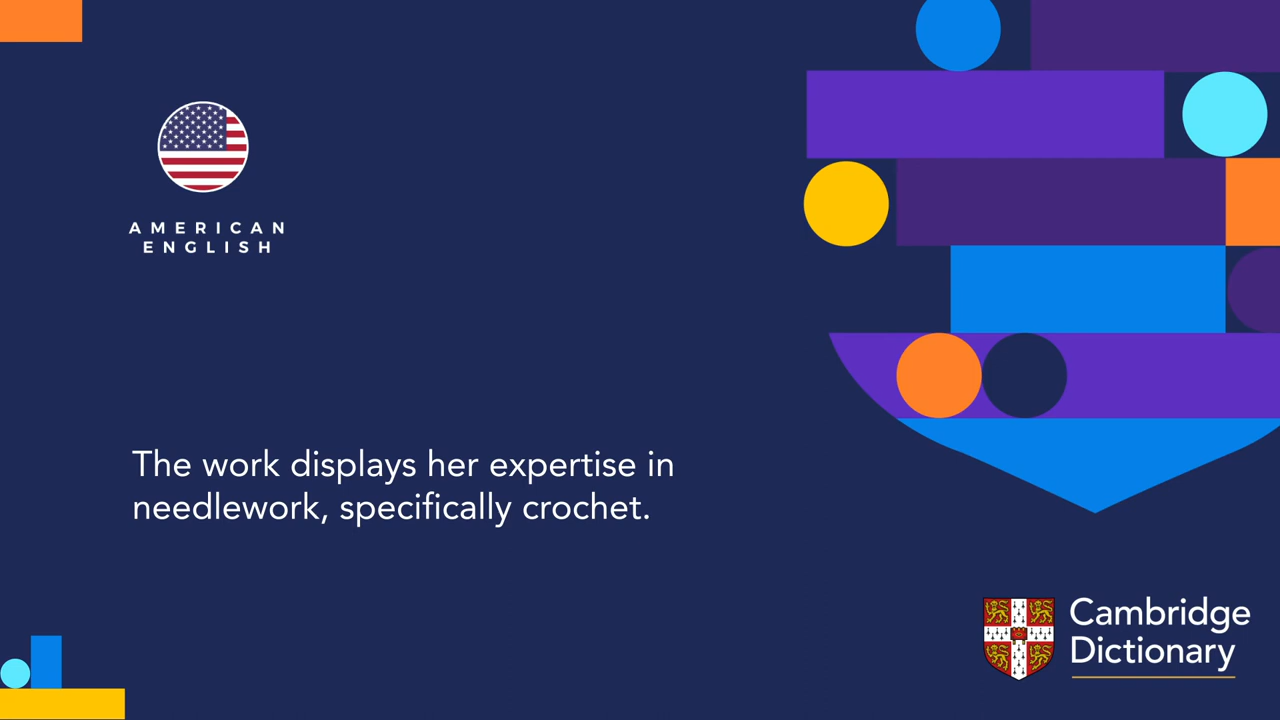 AMERICAN
ENGLISH
The work displays her expertise in
needlework, specifically crochet.
Cambridge
Dictionary